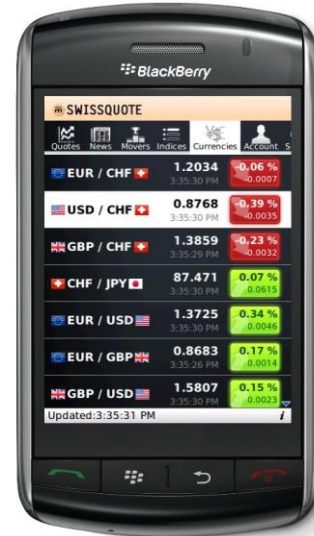 BlackBerry
SWISSQUOTE
Quotes News Movers Indices Currencies Account S
EUR / CHF 1.2034 -0.06 %
3:35:30 PM -0.0007
USD / CHF 0.8768 -0.39 %
3:35:30 PM -0.0035
GBP / CHF 1.3859 -0.23 %
3:35:29 PM -0.0032
CHF / JPY 87.471 0.07 %
3:35:30 PM 0.0615
EUR / USD 1.3725 0.34 %
3:35:30 PM 0.0046
EUR / GBP 0.8683 0.17 %
3:35:26 PM 0.0014
GBP / USD 1.5807 0.15 %
3:35:30 PM 0.0023
Updated:3:35:31 PM i